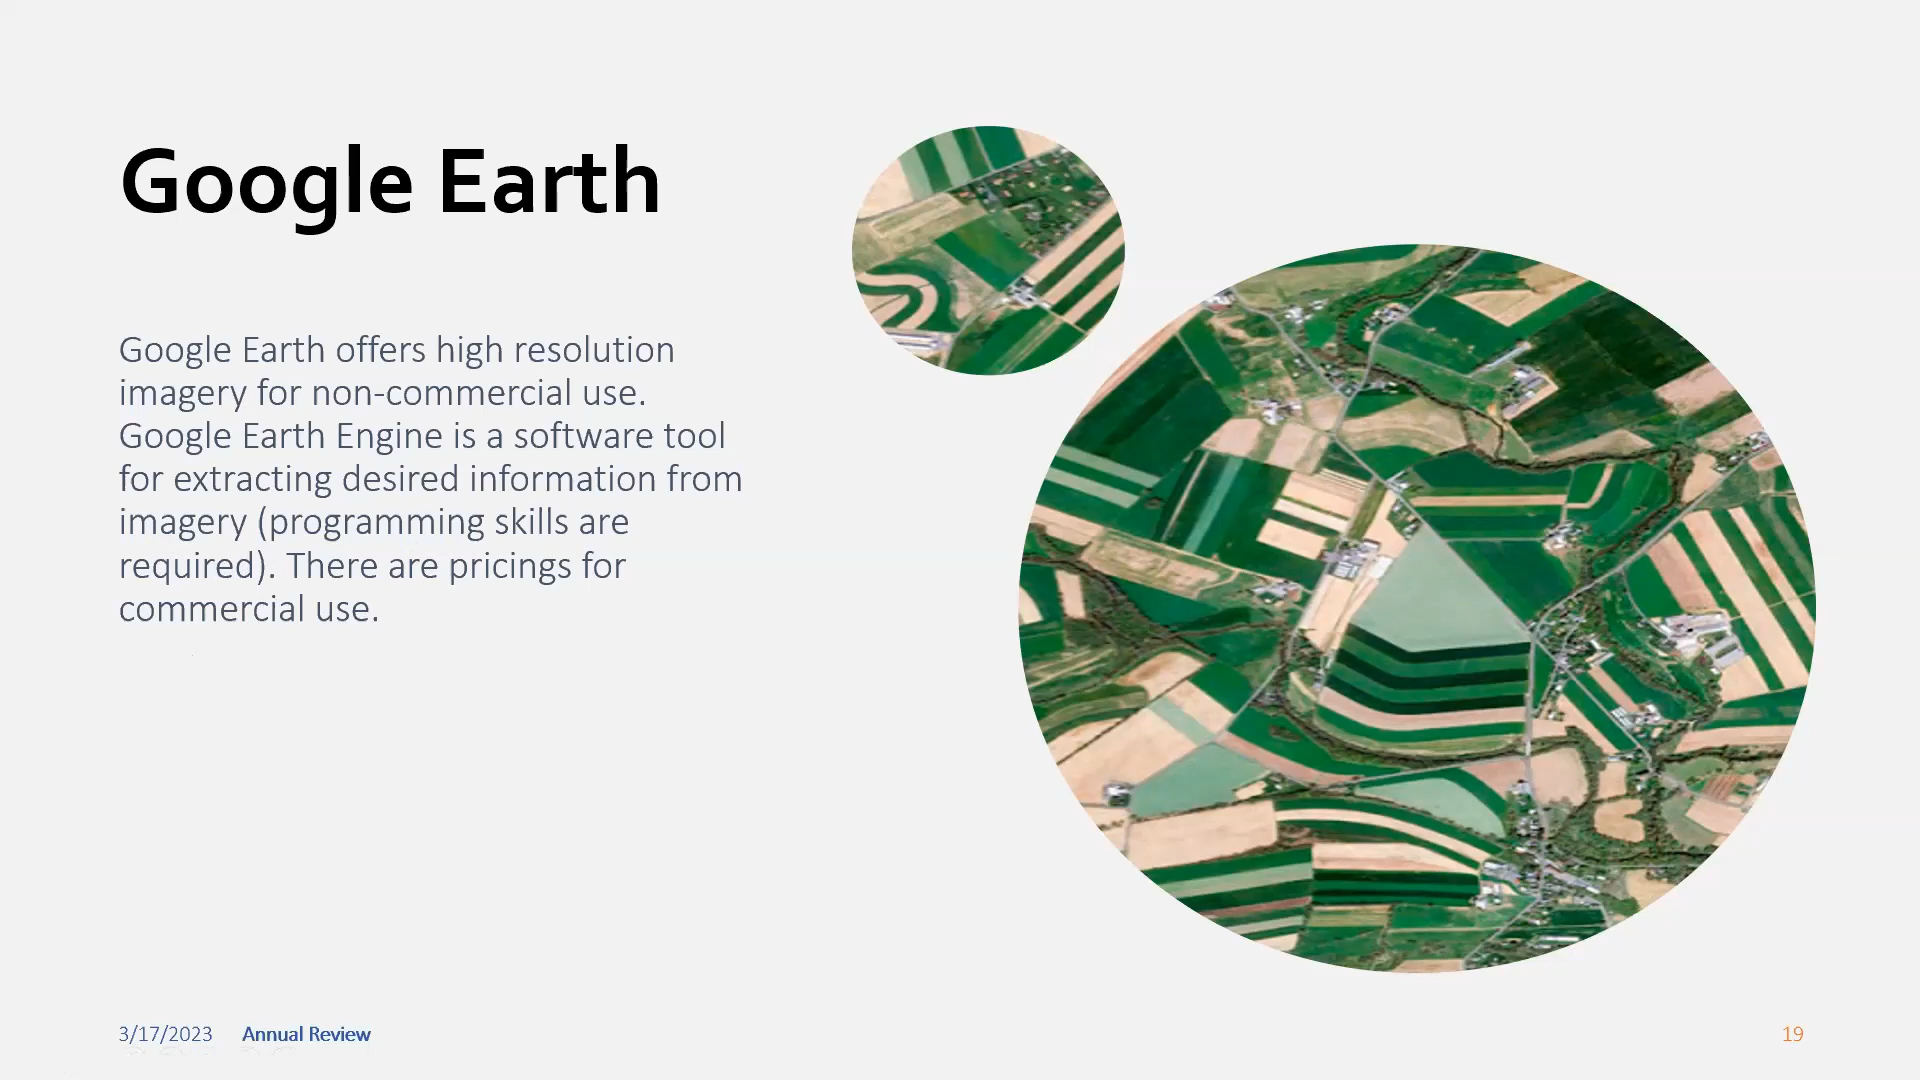 Google Earth
Google Earth offers high resolution
imagery for non-commercial use.
Google Earth Engine is a software tool
for extracting desired information from
imagery (programming skills are
required). There are pricings for
commercial use.
3/17/2023 Annual Review 19